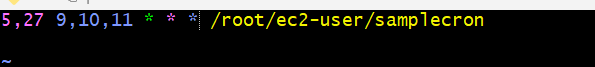 5,27 9,10,11 * * * /root/ec2-user/samplecron
~